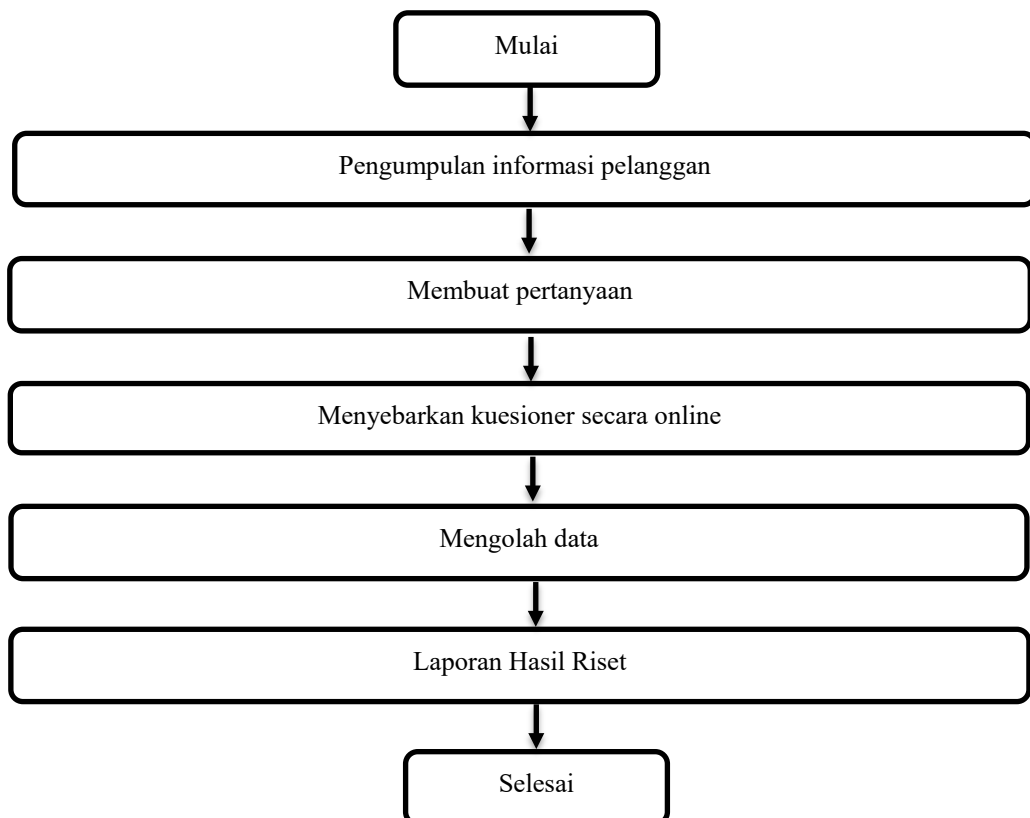 Mulai
Pengumpulan informasi pelanggan
Membuat pertanyaan
Menyebarkan kuesioner secara online
Mengolah data
Laporan Hasil Riset
Selesai